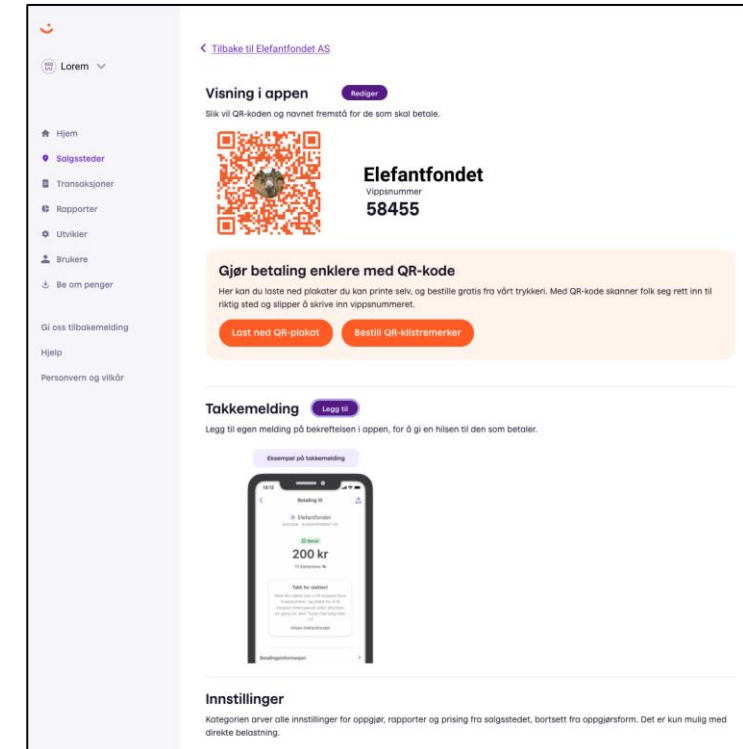 Lorem
Hjem
Salgssteder
Transaksjoner
Rapporter
Utvikler
Brukere
Be om penger
Gi oss tilbakemelding
Hjelp
Personvern og vilkår
Tilbake til Elefantfondet AS
Visning i appen
Rediger
Slik vil QR-koden og navnet fremstå for de som skal betale.
Elefantfondet
Vippsnummer
58455
Gjør betaling enklere med QR-kode
Her kan du laste ned plakater du kan printe selv, og bestille gratis fra vårt trykkeri. Med QR-kode skanner folk seg rett inn til
riktig sted og slipper å skrive inn vippsnummeret.
Last ned QR-plakat
Bestill QR-klistremerker
Takkemelding
Legg til
Legg til egen melding på bekreftelsen i appen, for å gi en hilsen til den som betaler.
Eksempel på takkemelding
Betaling til
Elefantfondet
Betalt
200 kr
Takk for støtten!
Hilsen Elefantfondet
Betalingsinformasjon
Innstillinger
Kategorien arver alle innstillinger for oppgjør, rapporter og prising fra salgsstedet, bortsett fra oppgjørsform. Det er kun mulig med
direkte belastning.